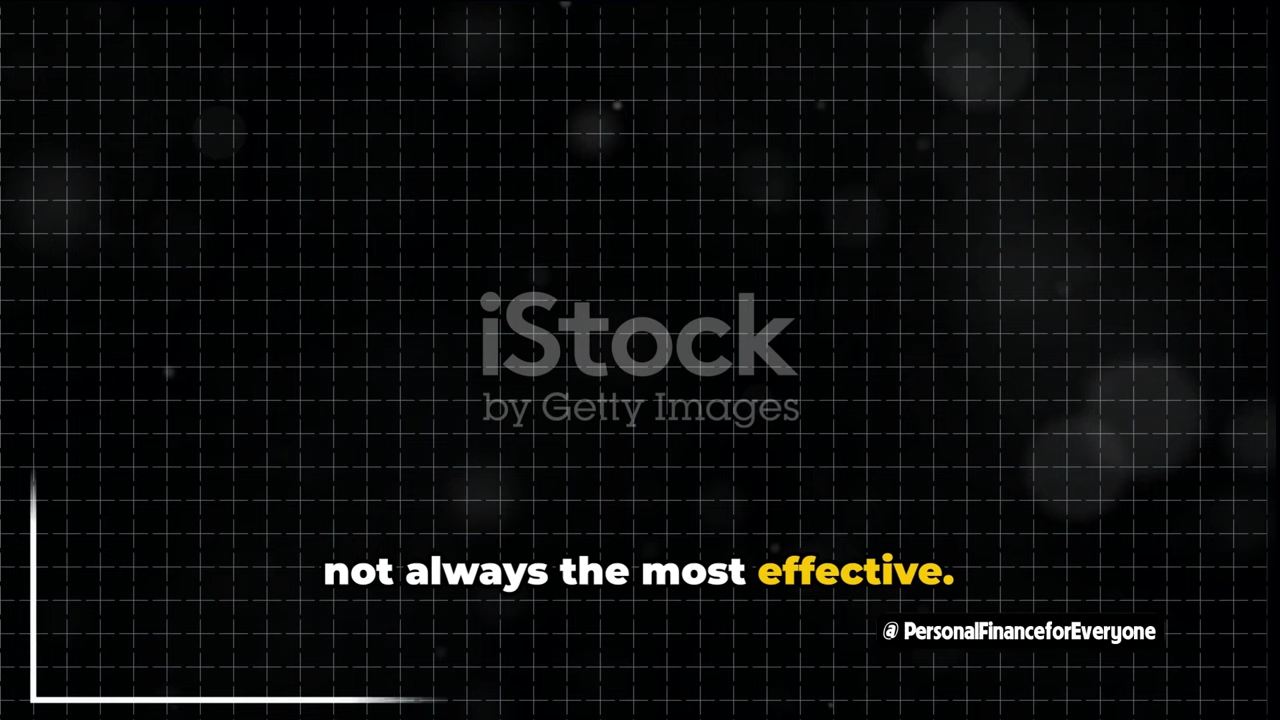 iStock
by Getty Images
not always the most effective.
@ PersonalFinanceforEveryone